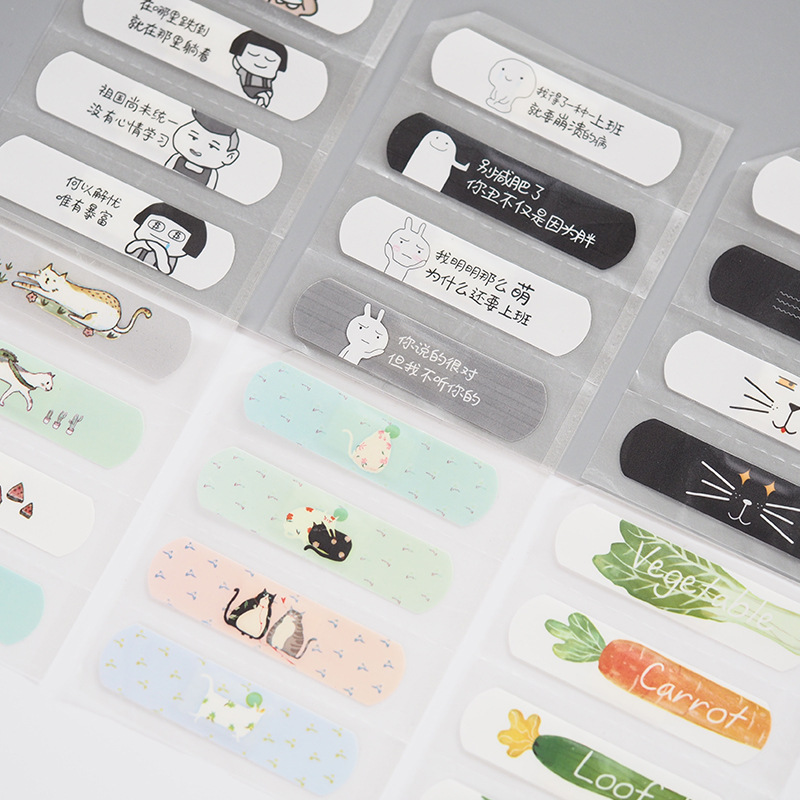 在哪里跌倒
就在那里躺着
祖国尚未统一
没有心情学习
何以解忧
唯有暴富
我得了一种一上班
就要崩溃的病
别减肥了
你丑不仅是因为胖
我明明那么萌
为什么还要上班
你说的很对
但我不听你的
Vegetable
Carrot
Loof